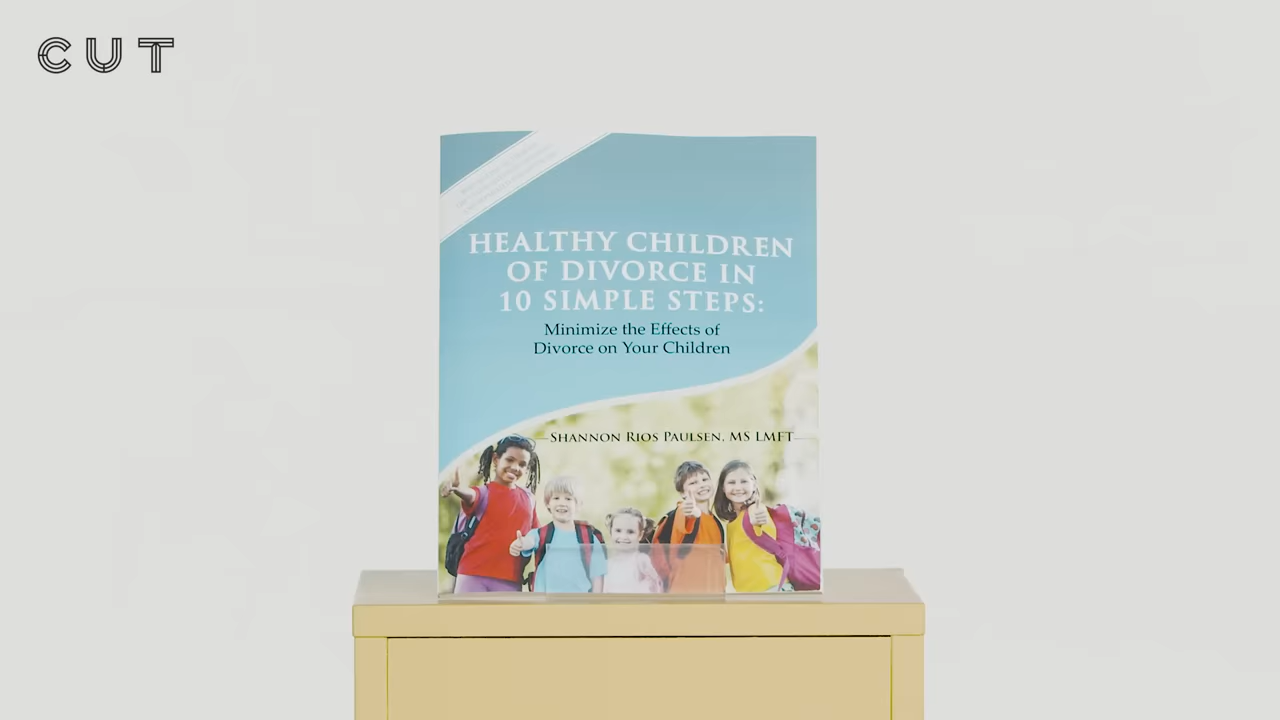 CUT
HEALTHY CHILDREN
OF DIVORCE IN
10 SIMPLE STEPS:
Minimize the Effects of
Divorce on Your Children
SHANNON RIOS PAULSEN, MS LMFT